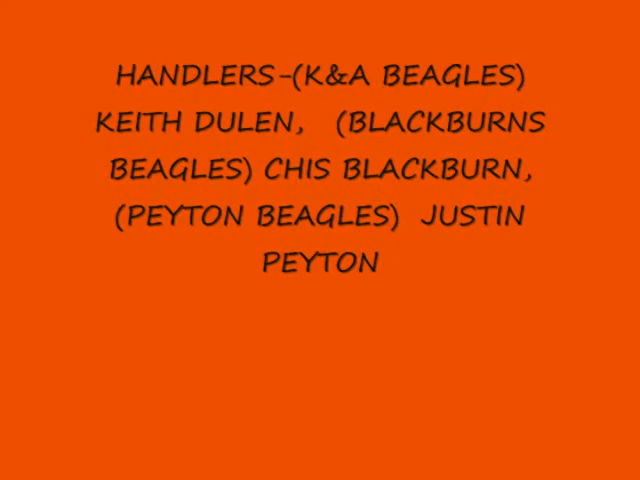 HANDLERS-(K&A BEAGLES)
KEITH DULEN, (BLACKBURNS
BEAGLES) CHIS BLACKBURN,
(PEYTON BEAGLES) JUSTIN
PEYTON